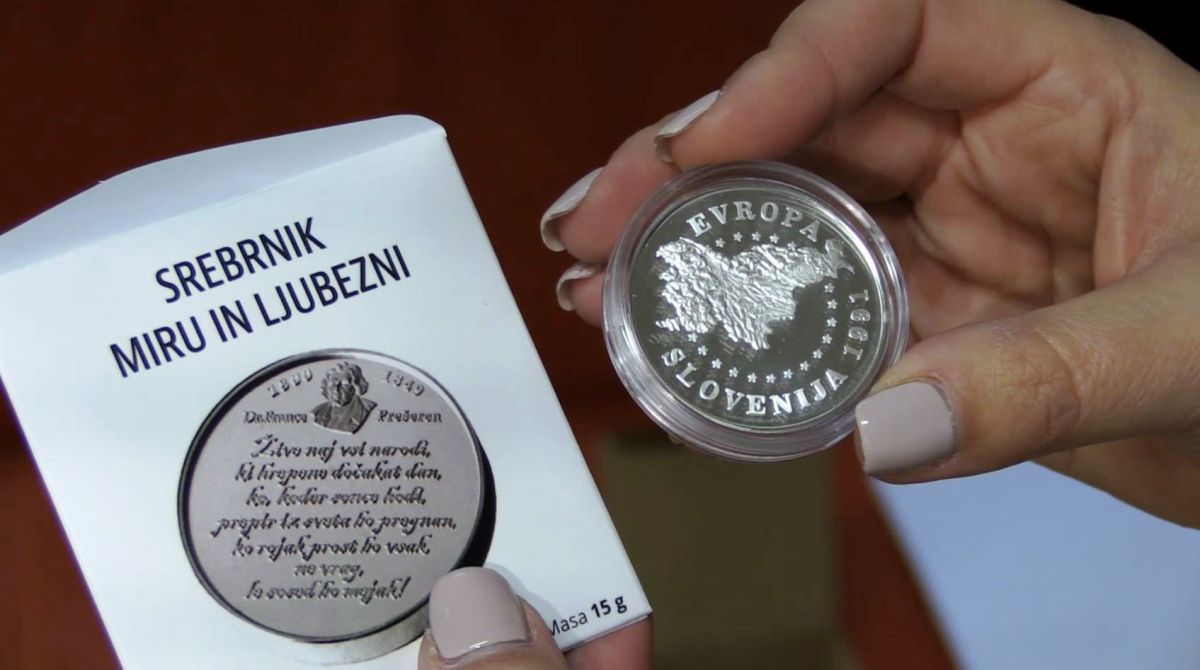 SREBRNIK
MIRU IN LJUBEZNI
1800 1849
Dr. France Prešeren
Žive naj vsi narodi,
ki hrepene dočakat dan,
ko, koder sonce hodi,
prepir iz sveta bo pregnan,
ko rojak prost bo vsak,
ne vrag,
le sosed bo mejak!
Masa 15 g
EVROPA
1991
SLOVENIJA